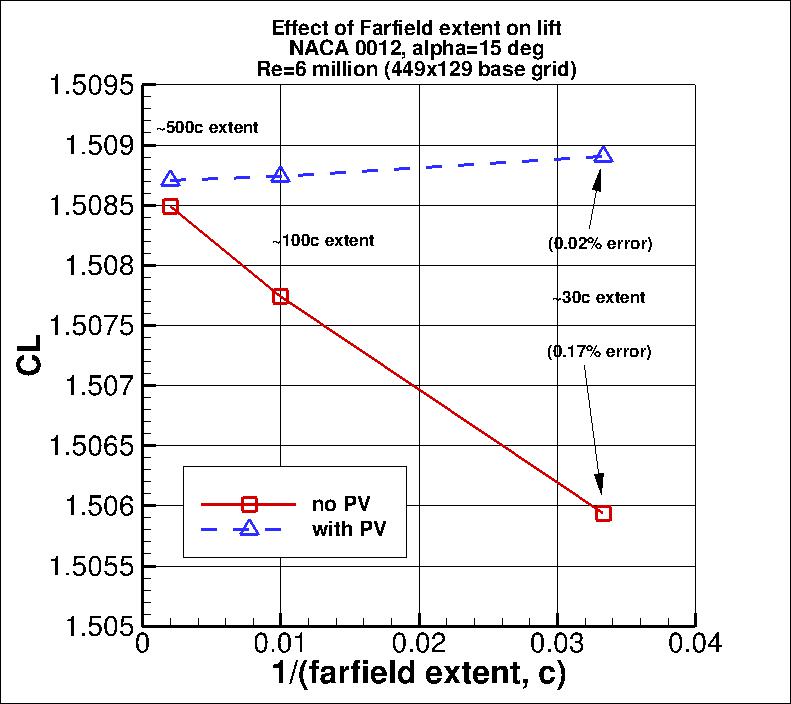 Effect of Farfield extent on lift
NACA 0012, alpha=15 deg
Re=6 million (449x129 base grid)
1.5095
~500c extent
1.509
1.5085
~100c extent
(0.02% error)
1.508
~30c extent
1.5075
(0.17% error)
CL
1.507
1.5065
1.506
no PV
with PV
1.5055
1.505
0 0.01 0.02 0.03 0.04
1/(farfield extent, c)